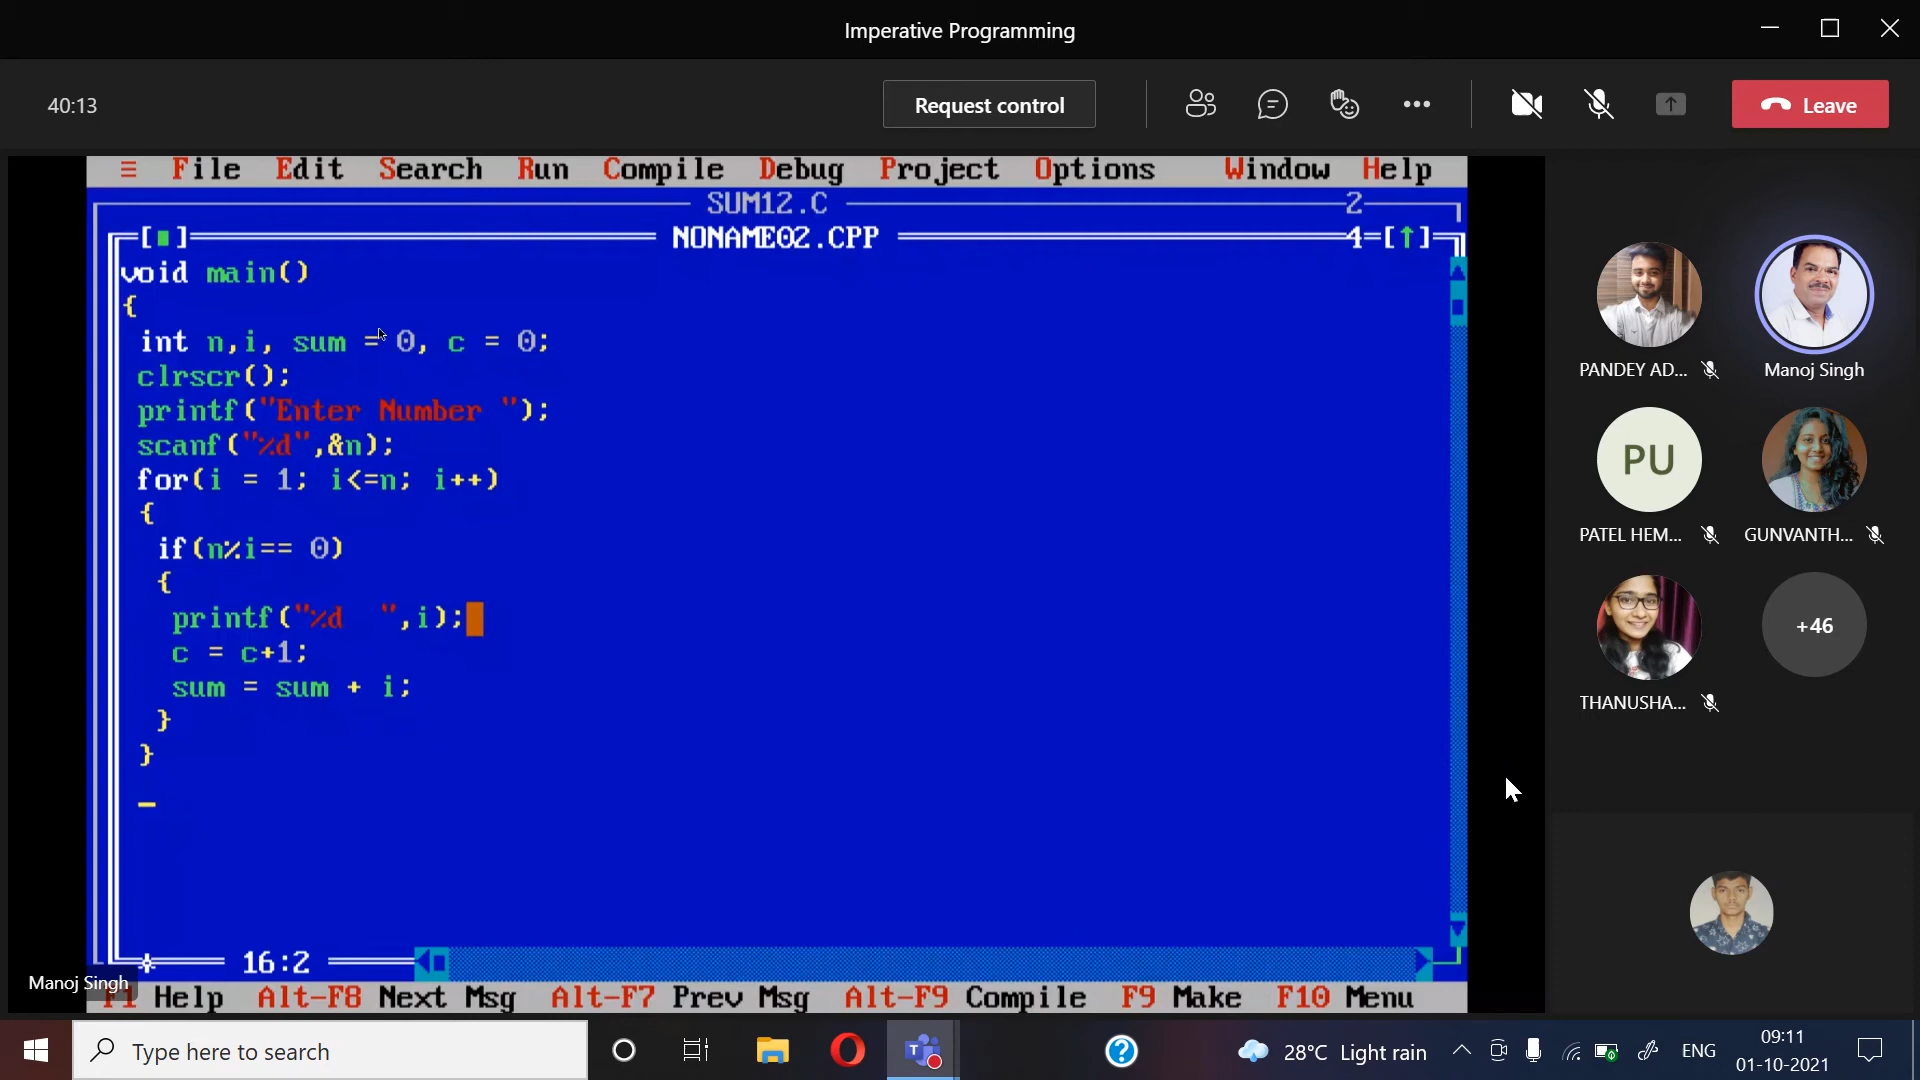 Imperative Programming
40:13
Request control
Leave
≡ File Edit Search Run Compile Debug Project Options Window Help
SUM12.C 2
[■] NONAME02.CPP 4=[↑]
void main()
{
int n,i, sum = 0, c = 0;
clrscr();
printf("Enter Number ");
scanf("%d",&n);
for(i = 1; i<=n; i++)
{
if(n%i== 0)
{
printf("%d  ",i);
c = c+1;
sum = sum + i;
}
}
16:2
F1 Help Alt-F8 Next Msg Alt-F7 Prev Msg Alt-F9 Compile F9 Make F10 Menu
Manoj Singh
PANDEY AD...
Manoj Singh
PU
PATEL HEM...
GUNVANTH...
THANUSHA...
+46
Type here to search
28°C Light rain
ENG
09:11
01-10-2021